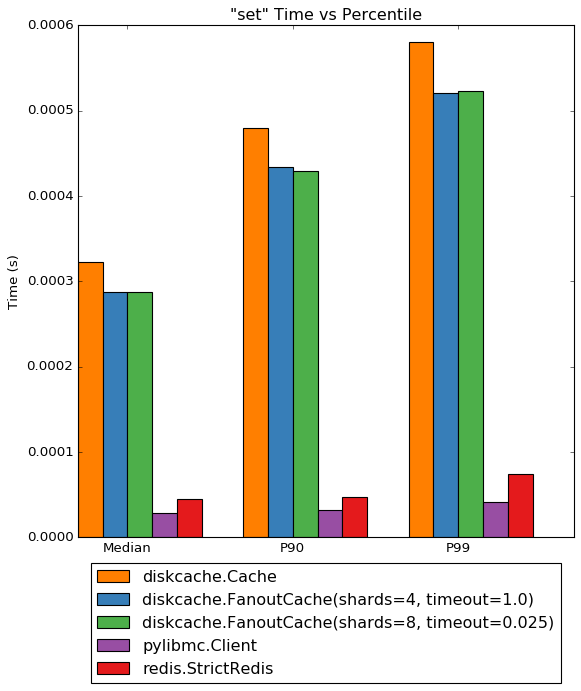 "set" Time vs Percentile
0.0006
0.0005
0.0004
0.0003
0.0002
0.0001
0.0000
Time (s)
Median P90 P99
diskcache.Cache
diskcache.FanoutCache(shards=4, timeout=1.0)
diskcache.FanoutCache(shards=8, timeout=0.025)
pylibmc.Client
redis.StrictRedis